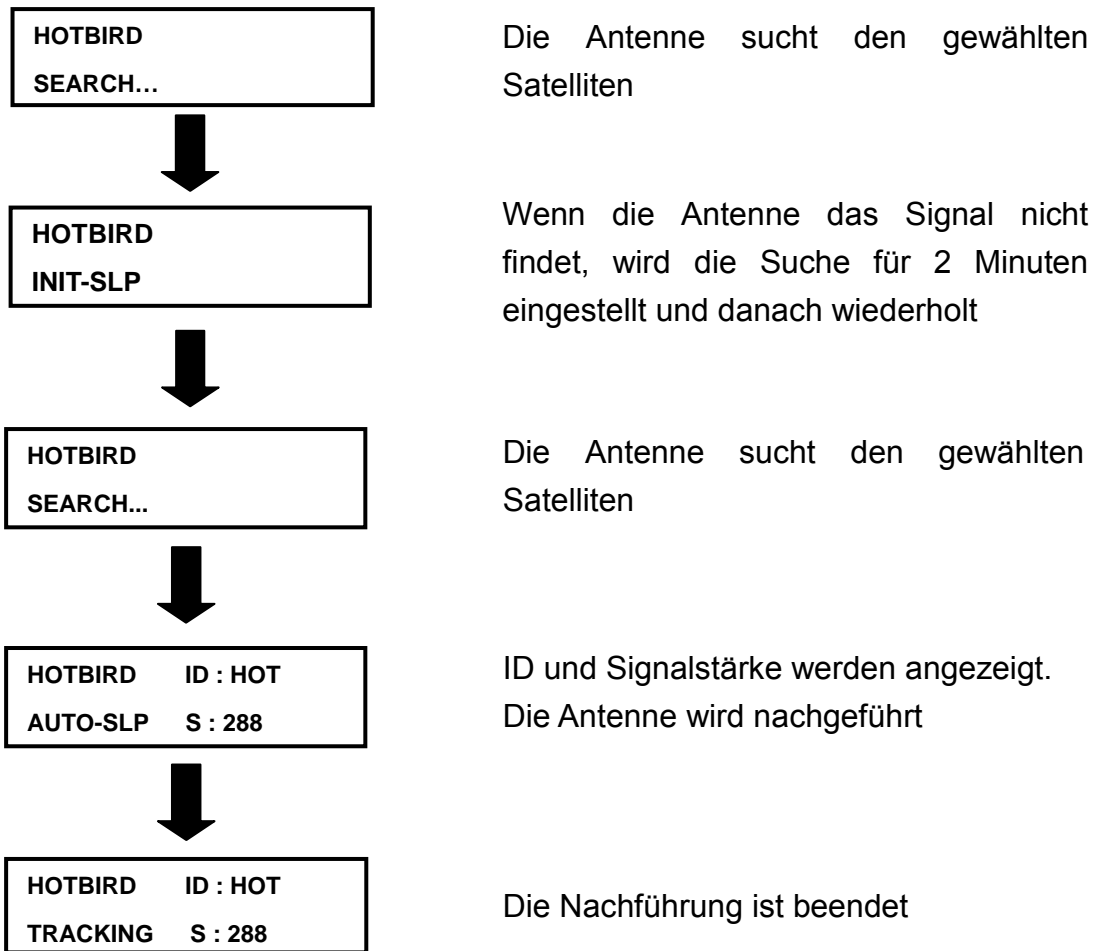 HOTBIRD
SEARCH…
Die Antenne sucht den gewählten
Satelliten
HOTBIRD
INIT-SLP
Wenn die Antenne das Signal nicht
findet, wird die Suche für 2 Minuten
eingestellt und danach wiederholt
HOTBIRD
SEARCH...
Die Antenne sucht den gewählten
Satelliten
HOTBIRD ID : HOT
AUTO-SLP S : 288
ID und Signalstärke werden angezeigt.
Die Antenne wird nachgeführt
HOTBIRD ID : HOT
TRACKING S : 288
Die Nachführung ist beendet